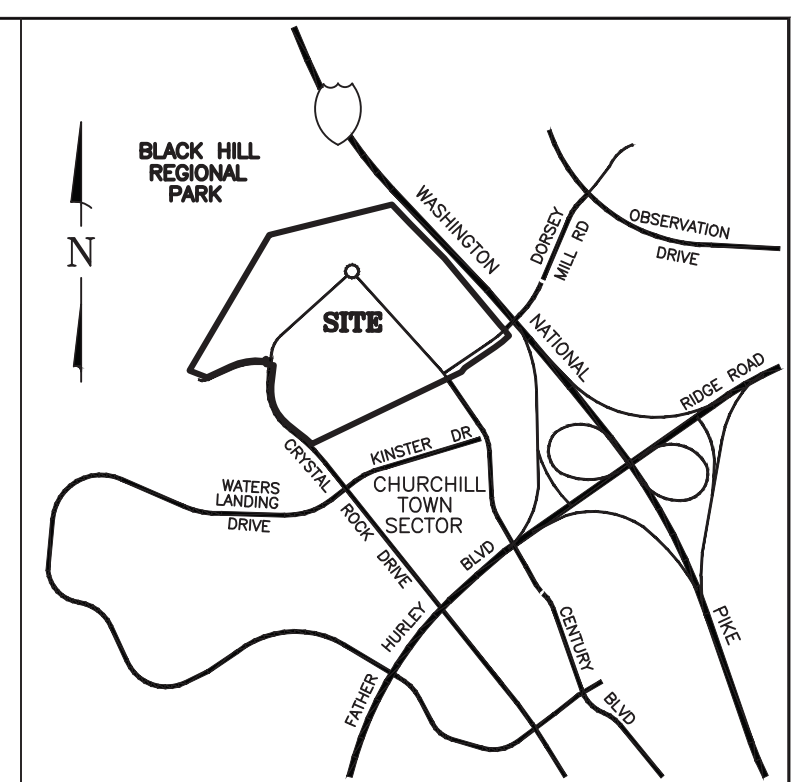 BLACK HILL
REGIONAL
PARK
N
WASHINGTON
NATIONAL
PIKE
DORSEY
MILL RD
OBSERVATION
DRIVE
SITE
RIDGE ROAD
CRYSTAL
ROCK DRIVE
KINSTER DR
WATERS
LANDING
DRIVE
CHURCHILL
TOWN
SECTOR
FATHER HURLEY BLVD
CENTURY
BLVD